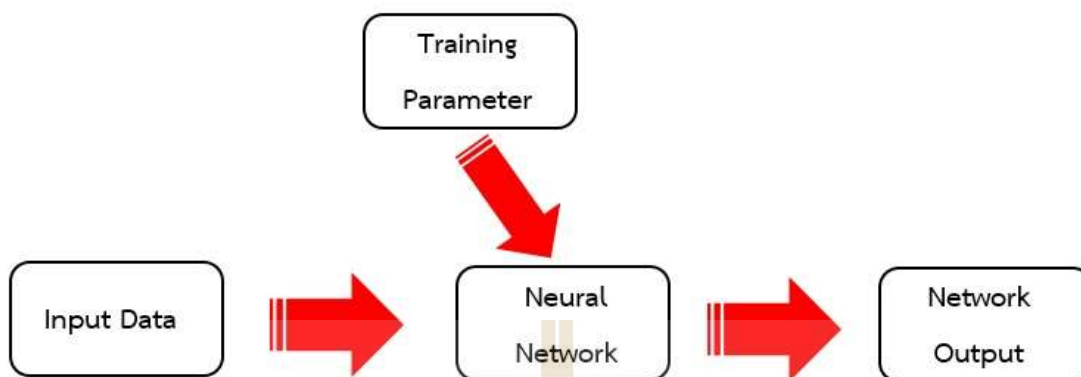 Training
Parameter
Input Data
Neural
Network
Network
Output